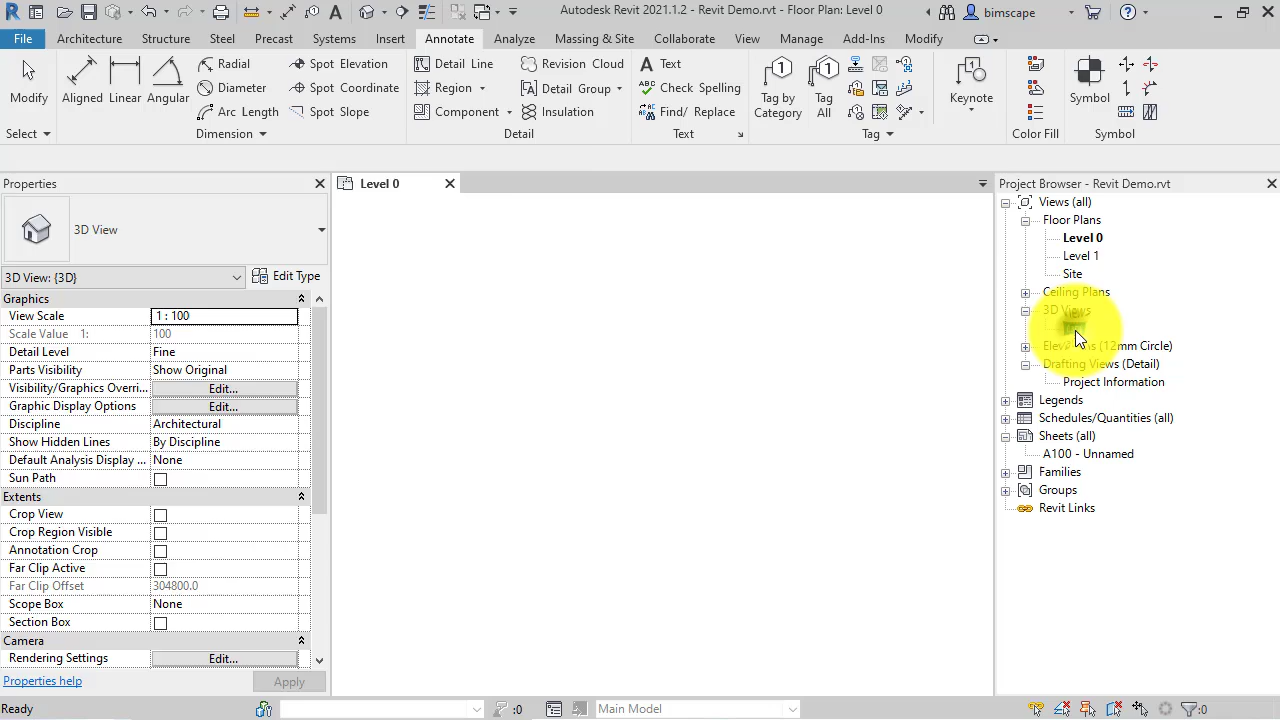 Autodesk Revit 2021.1.2 - Revit Demo.rvt - Floor Plan: Level 0
bimscape
File
Architecture
Structure
Steel
Precast
Systems
Insert
Annotate
Analyze
Massing & Site
Collaborate
View
Manage
Add-Ins
Modify
Modify
Aligned
Linear
Angular
Radial
Diameter
Arc Length
Spot Elevation
Spot Coordinate
Spot Slope
Detail Line
Region
Component
Revision Cloud
Detail Group
Insulation
Text
Check Spelling
Find/ Replace
Tag by
Category
Tag
All
Keynote
Symbol
Select
Dimension
Detail
Text
Tag
Color Fill
Symbol
Properties
3D View
3D View: {3D}
Edit Type
Graphics
View Scale 1 : 100
Scale Value 1: 100
Detail Level Fine
Parts Visibility Show Original
Visibility/Graphics Overri... Edit...
Graphic Display Options Edit...
Discipline Architectural
Show Hidden Lines By Discipline
Default Analysis Display ... None
Sun Path
Extents
Crop View
Crop Region Visible
Annotation Crop
Far Clip Active
Far Clip Offset 304800.0
Scope Box None
Section Box
Camera
Rendering Settings Edit...
Properties help
Apply
Level 0
Project Browser - Revit Demo.rvt
Views (all)
Floor Plans
Level 0
Level 1
Site
Ceiling Plans
3D Views
(12mm Circle)
Drafting Views (Detail)
Project Information
Legends
Schedules/Quantities (all)
Sheets (all)
A100 - Unnamed
Families
Groups
Revit Links
Ready
:0
Main Model
:0